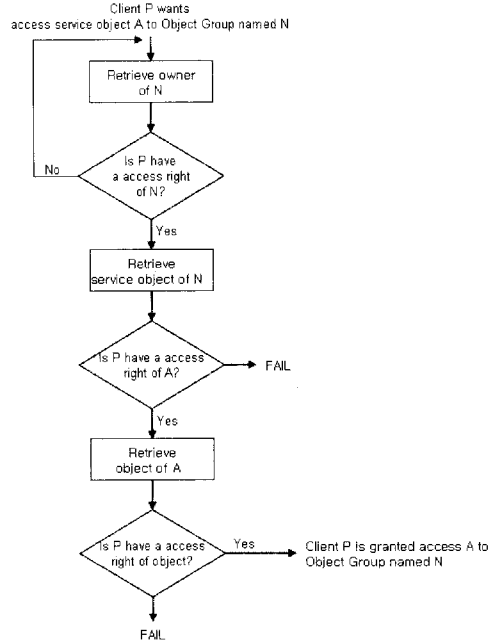 Client P wants
access service object A to Object Group named N
Retrieve owner
of N
Is P have
a access right
of N?
No
Yes
Retrieve
service object of N
Is P have a access
right of A?
FAIL
Yes
Retrieve
object of A
Is P have a access
right of object?
Yes
Client P is granted access A to
Object Group named N
FAIL